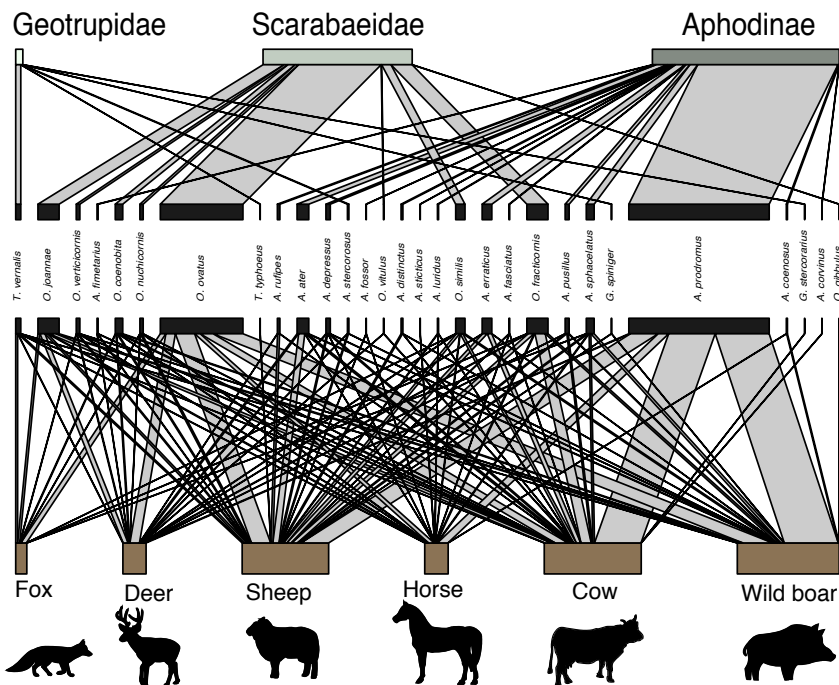 Geotrupidae Scarabaeidae Aphodinae
T. vernalis
O. joannae
O. verticicornis
A. fimetarius
O. coenobita
O. nuchicornis
O. ovatus
T. typhoeus
A. rufipes
A. ater
A. depressus
A. stercorosus
A. fossor
O. vitulus
A. distinctus
A. sticticus
A. luridus
O. similis
A. erraticus
A. fasciatus
O. fracticornis
A. pusillus
A. sphacelatus
G. spiniger
A. prodromus
A. coenosus
G. stercorarius
A. corvinus
O. gibbulus
Fox Deer Sheep Horse Cow Wild boar